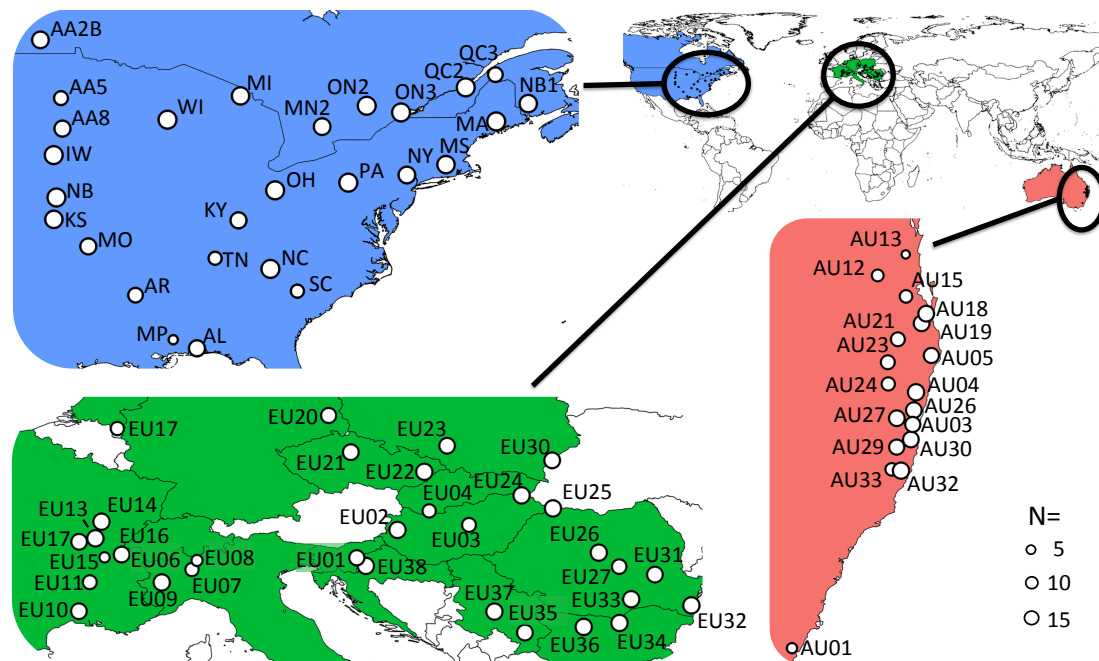 AA2B
QC3
QC2
AA5
MI
ON2
NB1
WI
MN2
ON3
AA8
MA
IW
MS
NY
PA
OH
NB
KY
KS
MO
TN
NC
SC
AR
MP
AL
AU13
AU12
AU15
AU18
AU21
AU19
AU23
AU05
AU24
AU04
AU26
AU27
AU03
AU29
AU30
AU33
AU32
AU01
N=
5
10
15
EU20
EU17
EU23
EU21
EU30
EU22
EU24
EU04
EU25
EU13
EU14
EU02
EU03
EU17
EU16
EU26
EU15
EU06
EU08
EU01
EU31
EU11
EU38
EU27
EU07
EU09
EU37
EU33
EU10
EU35
EU32
EU36
EU34